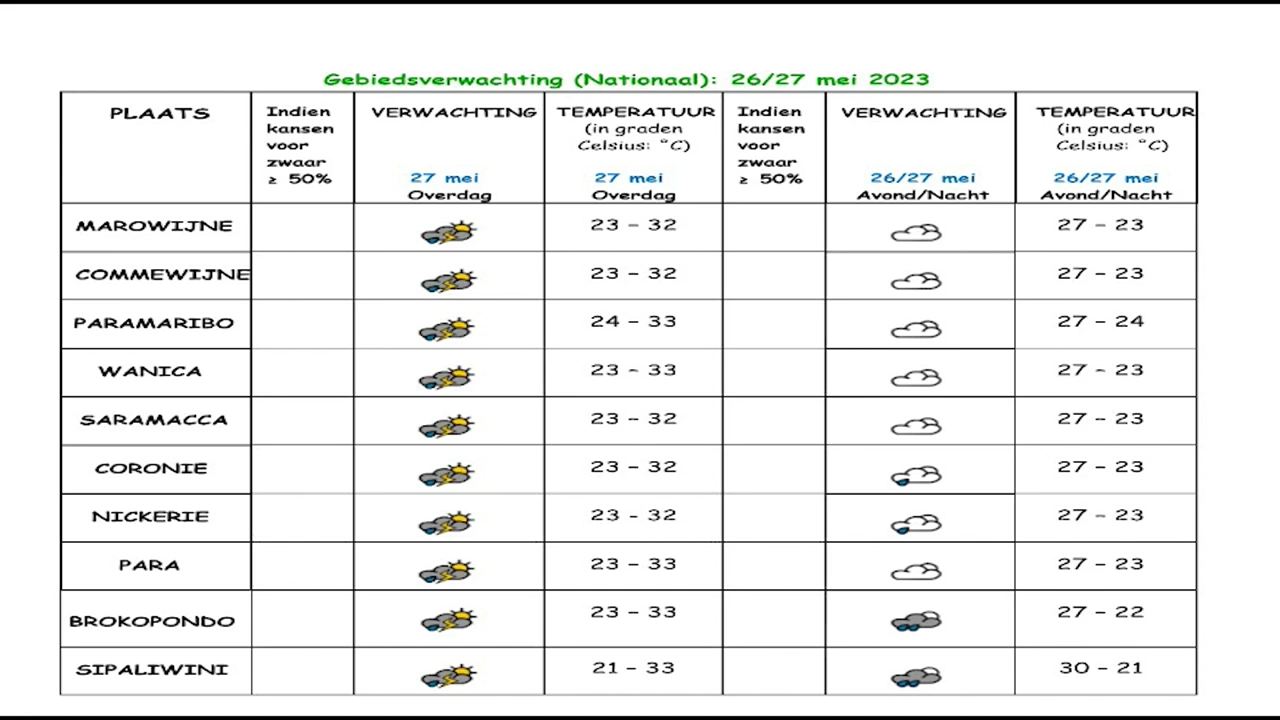 Gebiedsverwachting (Nationaal): 26/27 mei 2023
PLAATS
Indien kansen voor zwaar ≥ 50%
VERWACHTING 27 mei Overdag
TEMPERATUUR (in graden Celsius: °C) 27 mei Overdag
Indien kansen voor zwaar ≥ 50%
VERWACHTING 26/27 mei Avond/Nacht
TEMPERATUUR (in graden Celsius: °C) 26/27 mei Avond/Nacht
MAROWIJNE 23 - 32 27 - 23
COMMEWIJNE 23 - 32 27 - 23
PARAMARIBO 24 - 33 27 - 24
WANICA 23 - 33 27 - 23
SARAMACCA 23 - 32 27 - 23
CORONIE 23 - 32 27 - 23
NICKERIE 23 - 32 27 - 23
PARA 23 - 33 27 - 23
BROKOPONDO 23 - 33 27 - 22
SIPALIWINI 21 - 33 30 - 21